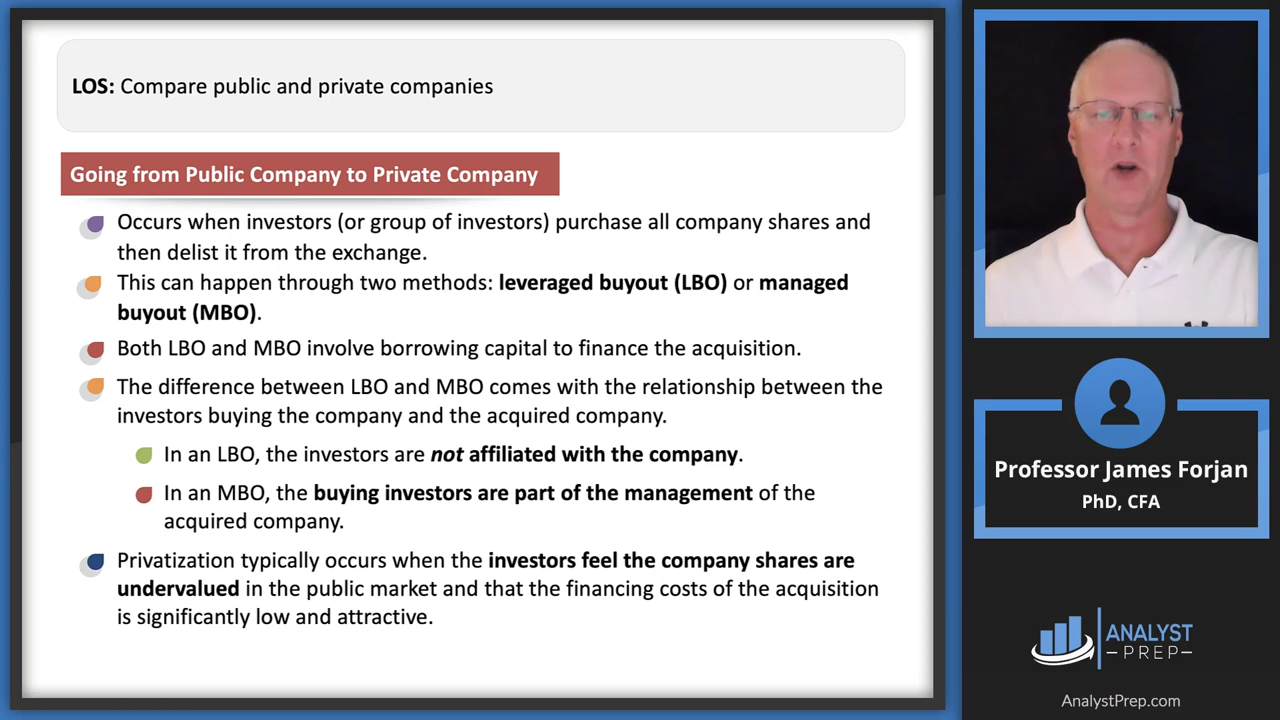 LOS: Compare public and private companies
Going from Public Company to Private Company
Occurs when investors (or group of investors) purchase all company shares and
then delist it from the exchange.
This can happen through two methods: leveraged buyout (LBO) or managed
buyout (MBO).
Both LBO and MBO involve borrowing capital to finance the acquisition.
The difference between LBO and MBO comes with the relationship between the
investors buying the company and the acquired company.
In an LBO, the investors are not affiliated with the company.
In an MBO, the buying investors are part of the management of the
acquired company.
Privatization typically occurs when the investors feel the company shares are
undervalued in the public market and that the financing costs of the acquisition
is significantly low and attractive.
Professor James Forjan
PhD, CFA
ANALYST
—PREP—
AnalystPrep.com